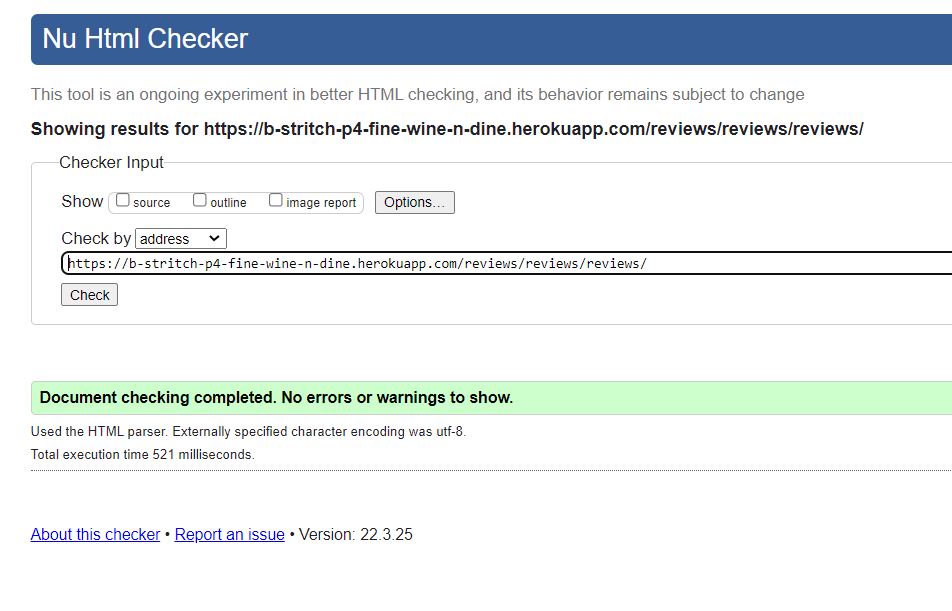 Nu Html Checker
This tool is an ongoing experiment in better HTML checking, and its behavior remains subject to change
Showing results for https://b-stritch-p4-fine-wine-n-dine.herokuapp.com/reviews/reviews/reviews/
Checker Input
Show source outline image report Options...
Check by address
https://b-stritch-p4-fine-wine-n-dine.herokuapp.com/reviews/reviews/reviews/
Check
Document checking completed. No errors or warnings to show.
Used the HTML parser. Externally specified character encoding was utf-8.
Total execution time 521 milliseconds.
About this checker • Report an issue • Version: 22.3.25